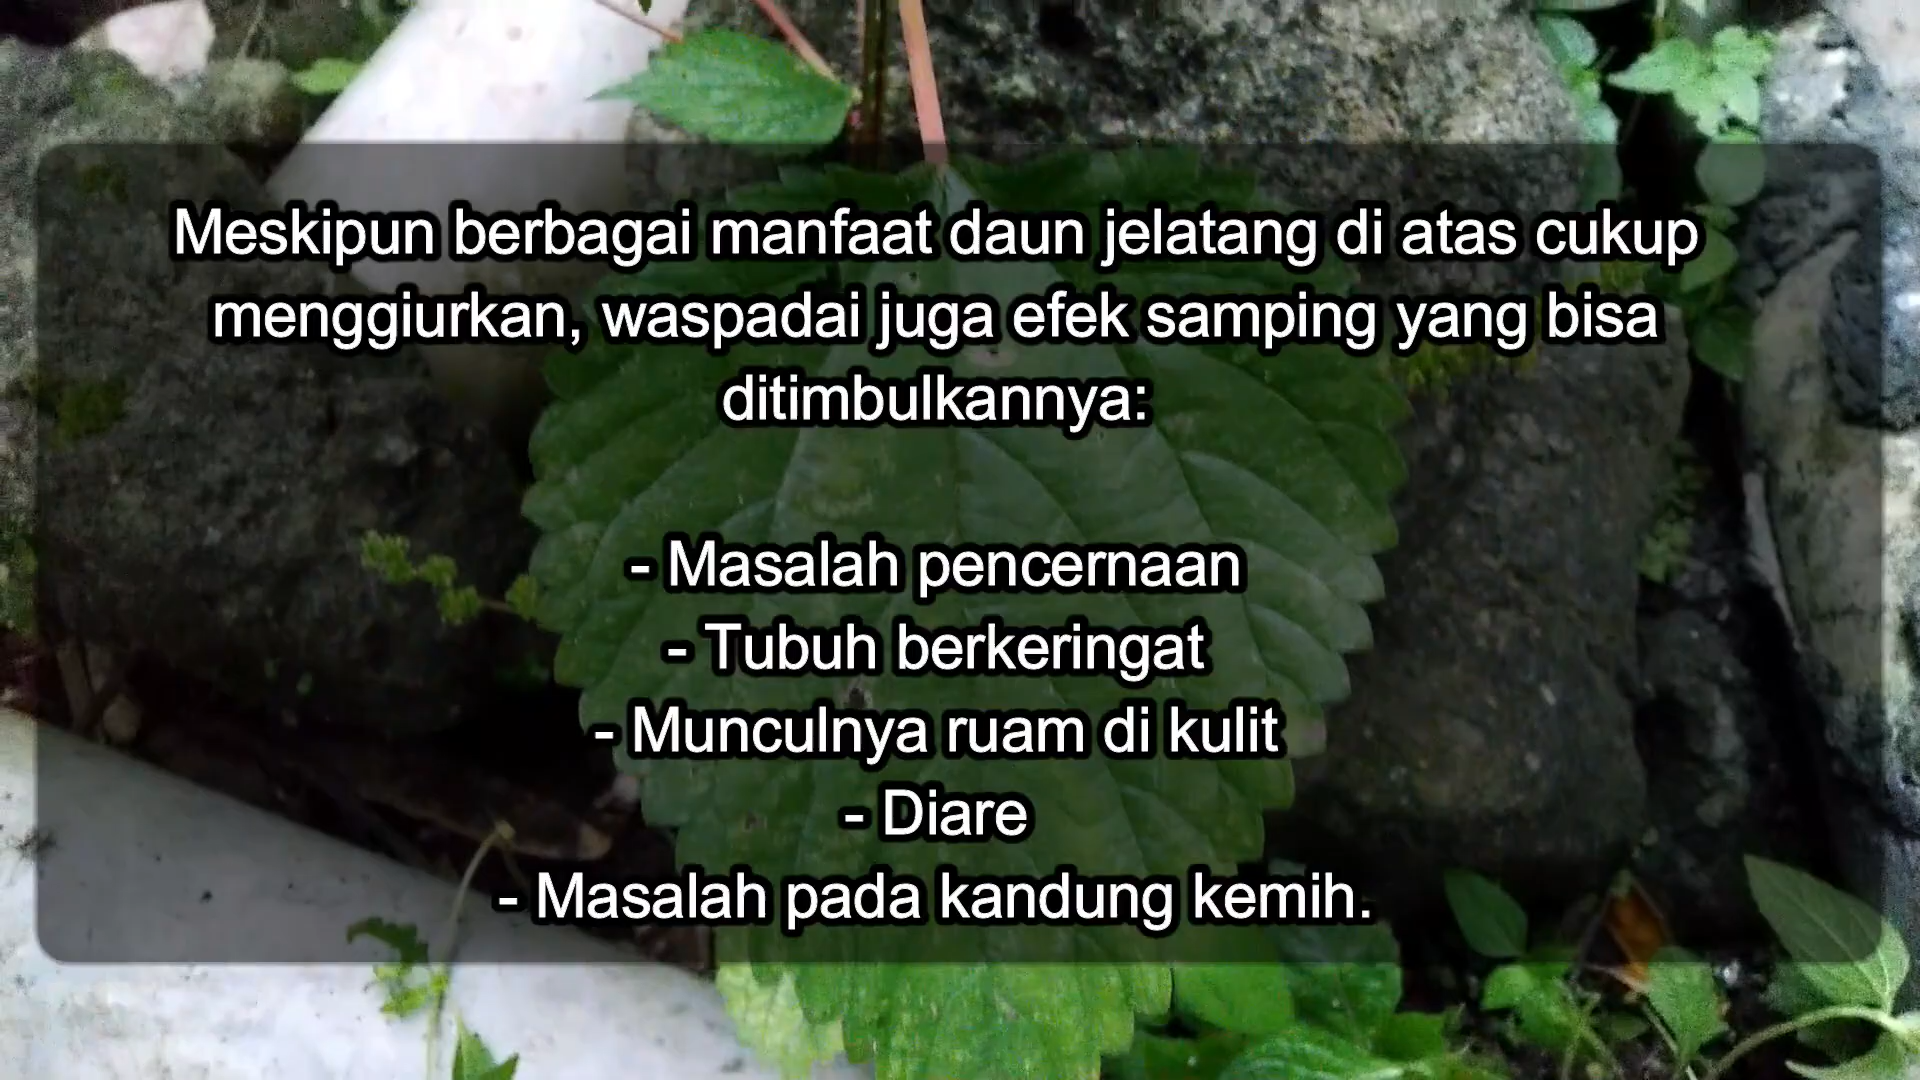 Meskipun berbagai manfaat daun jelatang di atas cukup
menggiurkan, waspadai juga efek samping yang bisa
ditimbulkannya:
- Masalah pencernaan
- Tubuh berkeringat
- Munculnya ruam di kulit
- Diare
- Masalah pada kandung kemih.